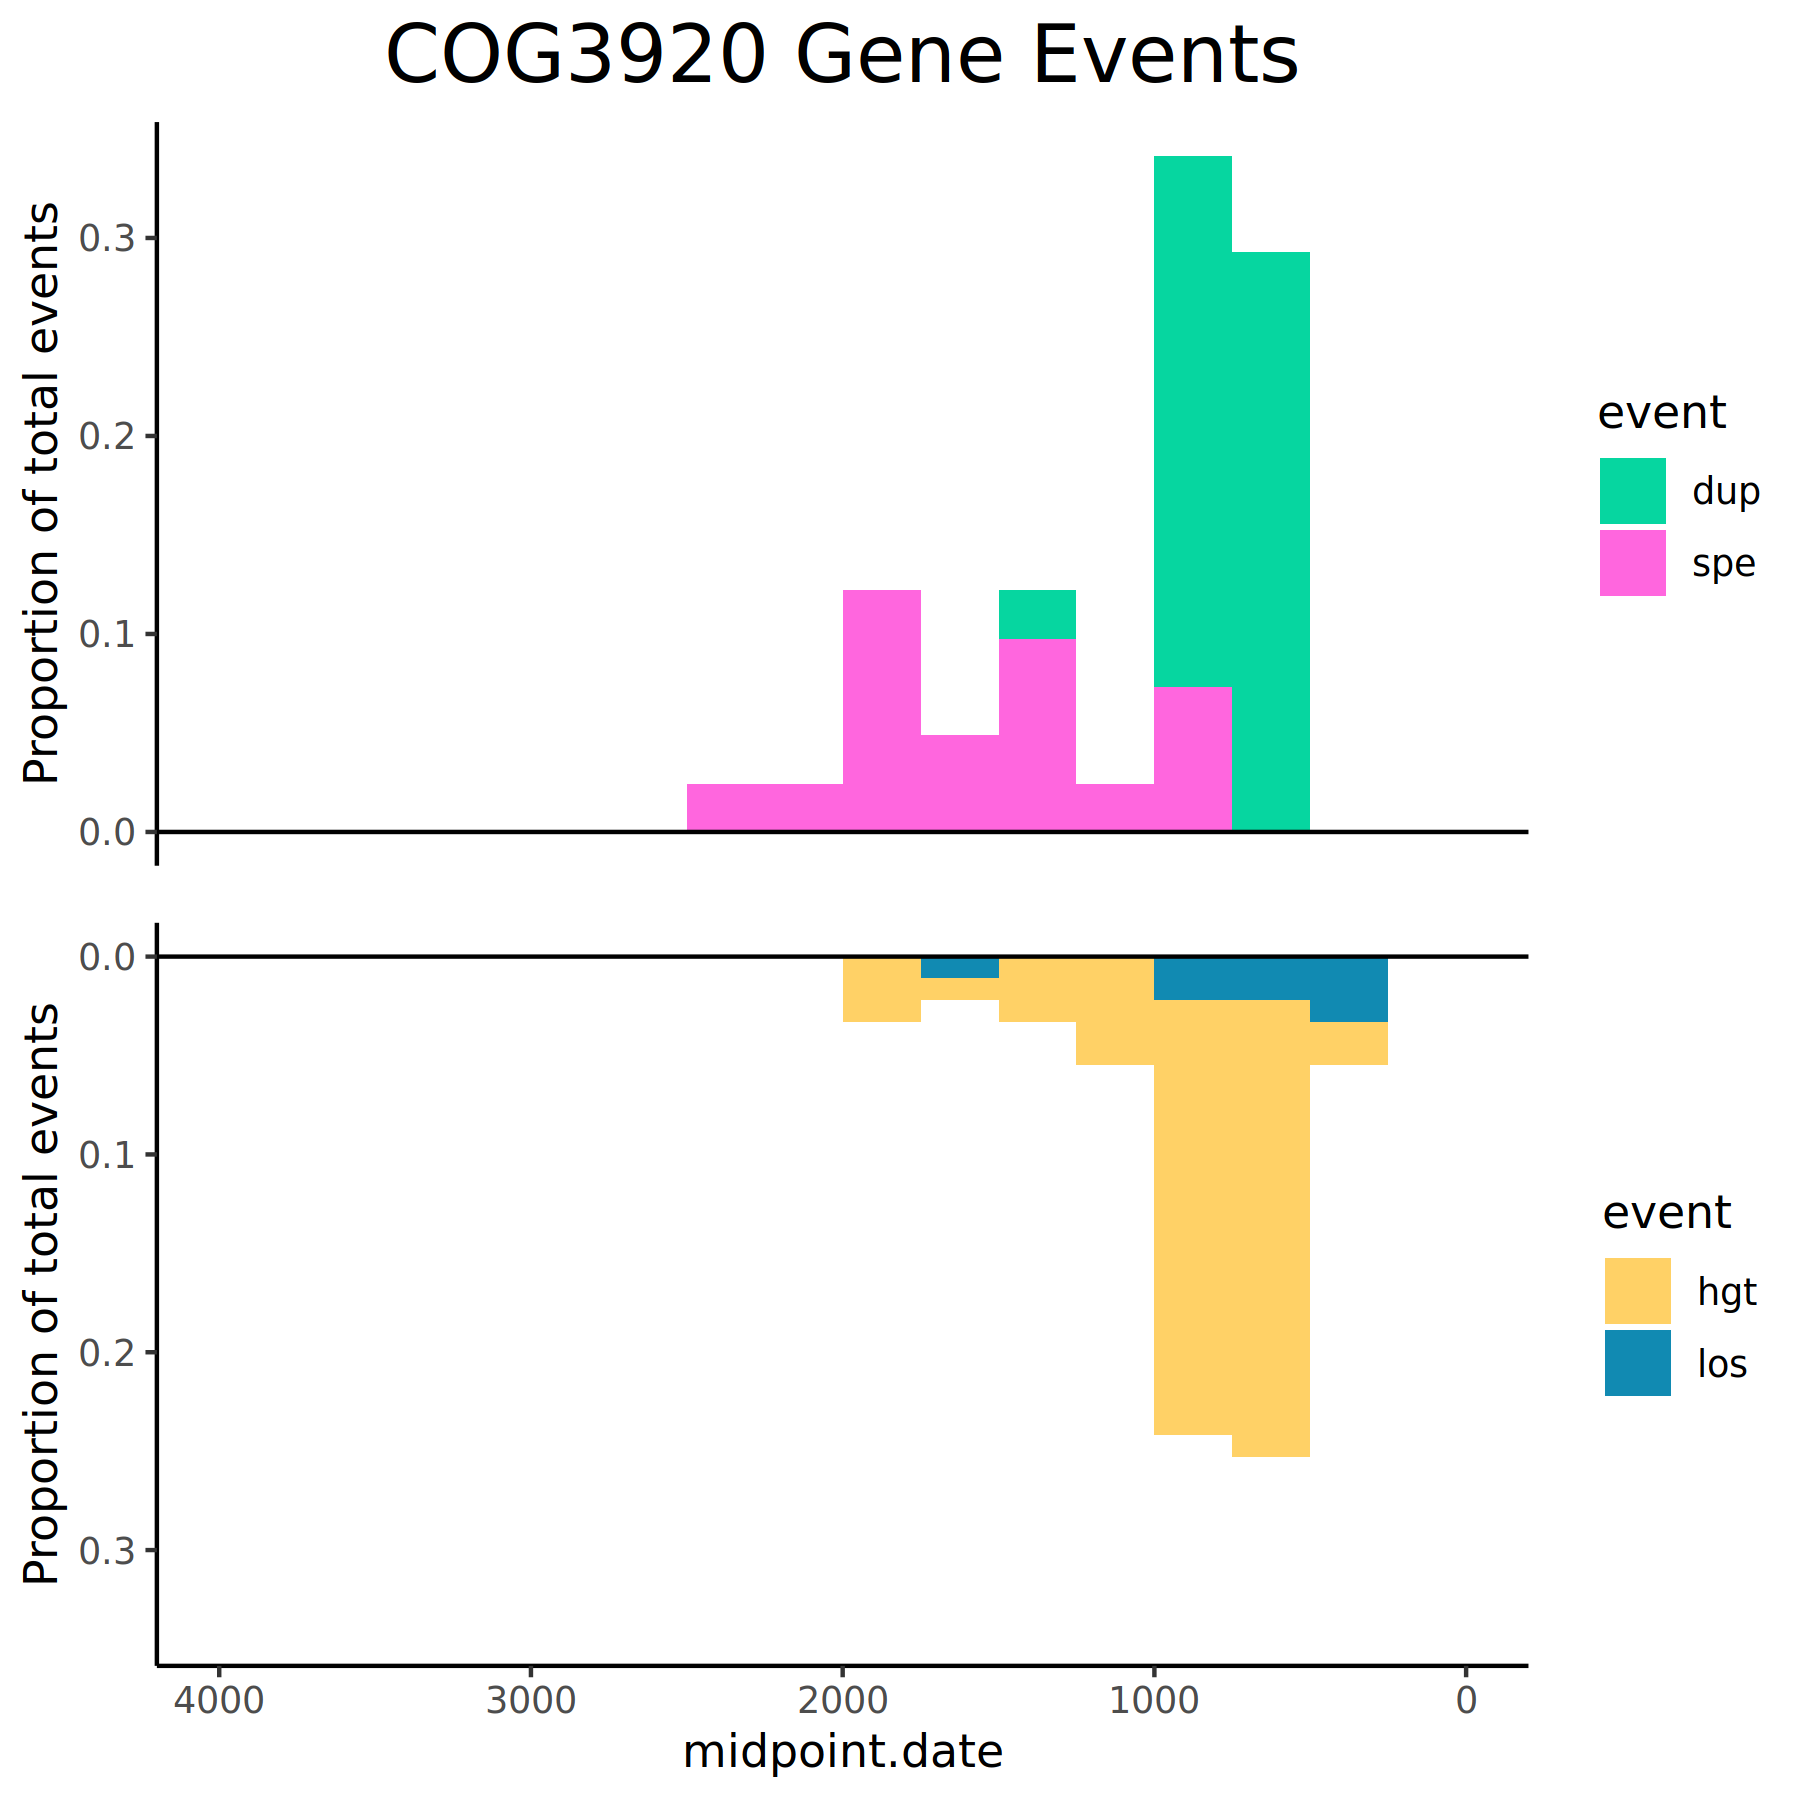 COG3920 Gene Events
Proportion of total events
0.3
0.2
0.1
0.0
event
dup
spe
Proportion of total events
0.0
0.1
0.2
0.3
event
hgt
los
4000 3000 2000 1000 0
midpoint.date